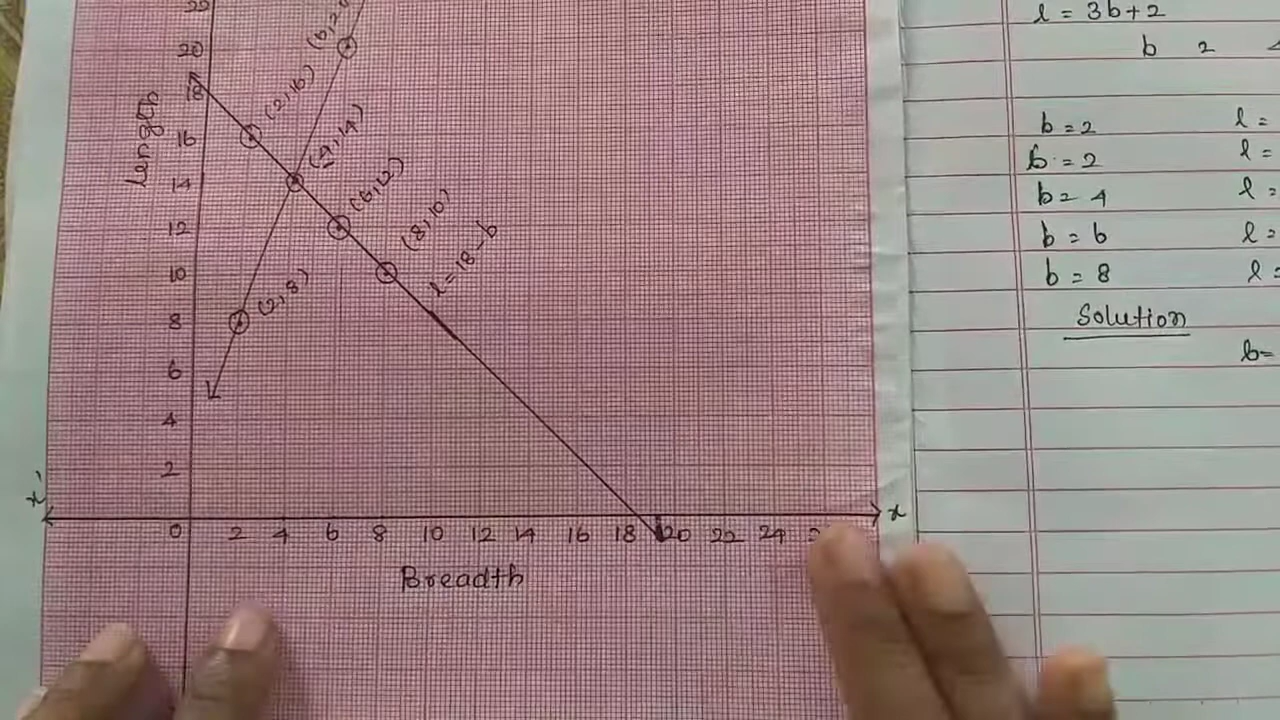 20
(2,16)
18
16
Length
(4,14)
14
(6,12)
12
(8,10)
10
l = 18 - b
(2,8)
8
6
4
2
x'
x
0 2 4 6 8 10 12 14 16 18 20 22 24
Breadth
l = 3b+2
b 2
b = 2 l =
b = 2 l =
b = 4 l =
b = 6 l =
b = 8 l =
Solution
b=